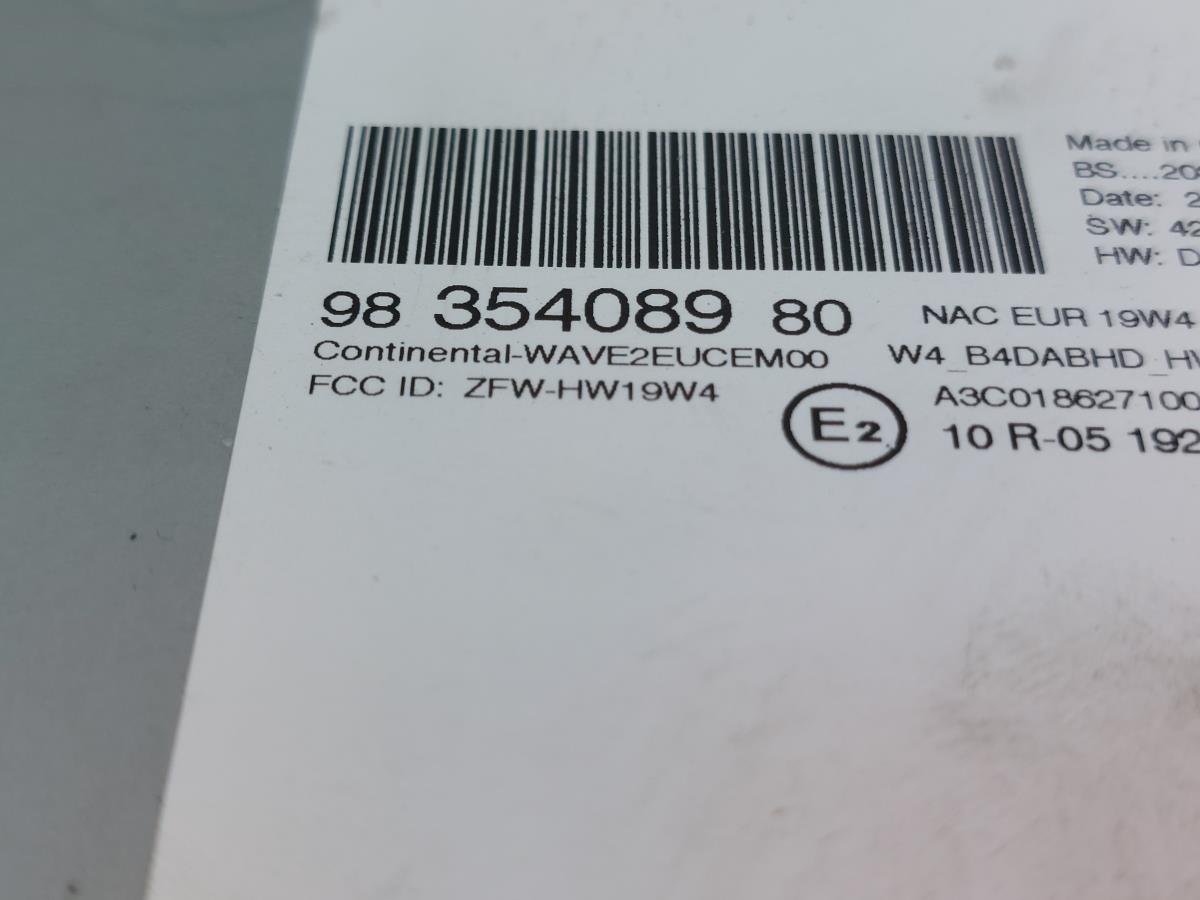 Made in
BS.....20
Date: 2
SW: 42
HW: D
98 354089 80
NAC EUR 19W4
Continental-WAVE2EUCEM00
W4_B4DABHD_H
FCC ID: ZFW-HW19W4
A3C018627100
E2
10 R-05 192